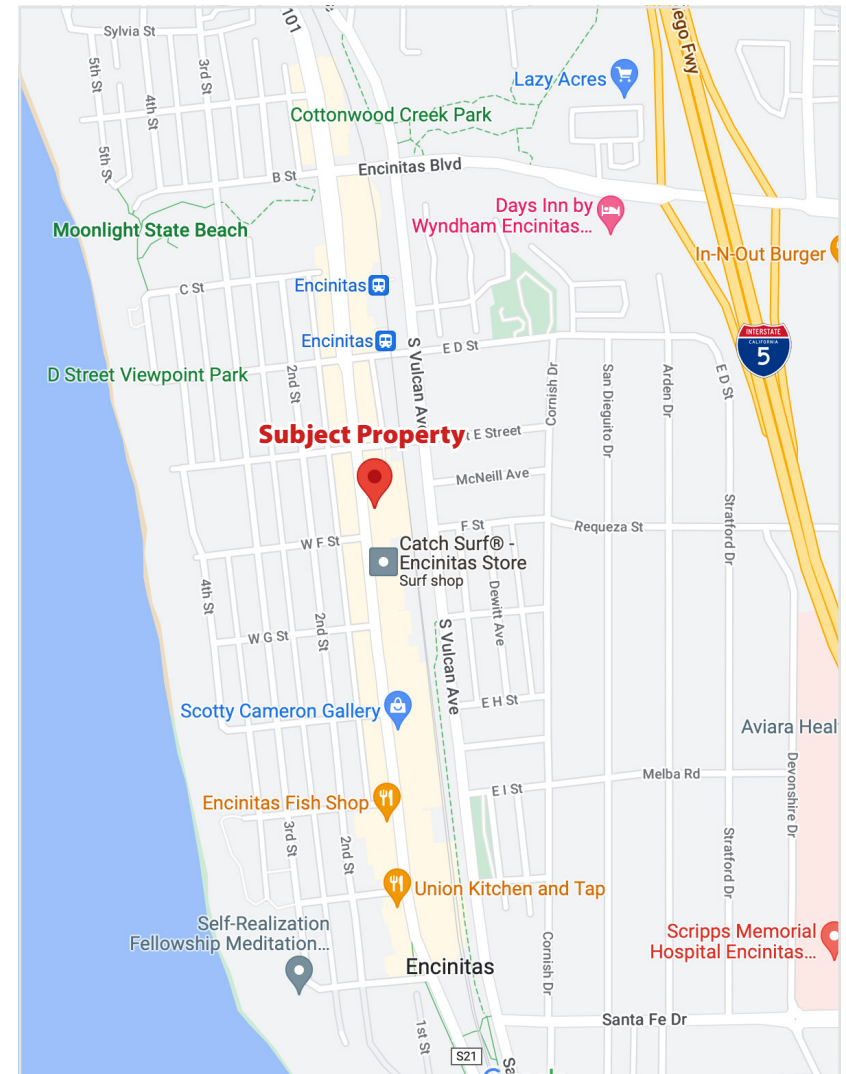 101
Sylvia St
5th St
4th St
3rd St
ego Fwy
Lazy Acres
Cottonwood Creek Park
Encinitas Blvd
5th St
B St
Days Inn by
Wyndham Encinitas...
Moonlight State Beach
In-N-Out Burger
C St
Encinitas
Encinitas
INTERSTATE
CALIFORNIA
5
S Vulcan Ave
E D St
D Street Viewpoint Park
2nd St
Cornish Dr
San Dieguito Dr
Arden Dr
E D St
Subject Property
E Street
McNeill Ave
F St
Requeza St
Stratford Dr
W F St
Catch Surf® -
Encinitas Store
Surf shop
4th St
2nd St
Dewitt Ave
W G St
S Vulcan Ave
E H St
Scotty Cameron Gallery
Aviara Heal
Melba Rd
Devonshire Dr
E I St
Encinitas Fish Shop
3rd St
2nd St
Stratford Dr
Union Kitchen and Tap
Self-Realization
Fellowship Meditation...
Scripps Memorial
Hospital Encinitas...
Cornish Dr
Encinitas
Santa Fe Dr
1st St
S21